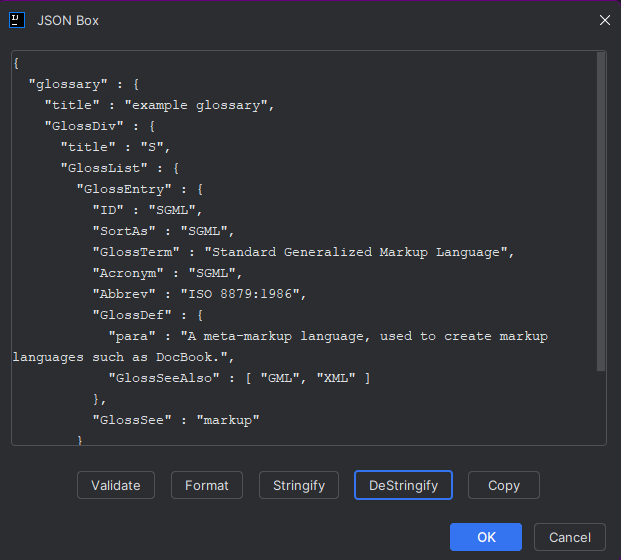 JSON Box
{
  "glossary" : {
    "title" : "example glossary",
    "GlossDiv" : {
      "title" : "S",
      "GlossList" : {
        "GlossEntry" : {
          "ID" : "SGML",
          "SortAs" : "SGML",
          "GlossTerm" : "Standard Generalized Markup Language",
          "Acronym" : "SGML",
          "Abbrev" : "ISO 8879:1986",
          "GlossDef" : {
            "para" : "A meta-markup language, used to create markup
languages such as DocBook.",
            "GlossSeeAlso" : [ "GML", "XML" ]
          },
          "GlossSee" : "markup"
        }
Validate Format Stringify DeStringify Copy
OK Cancel